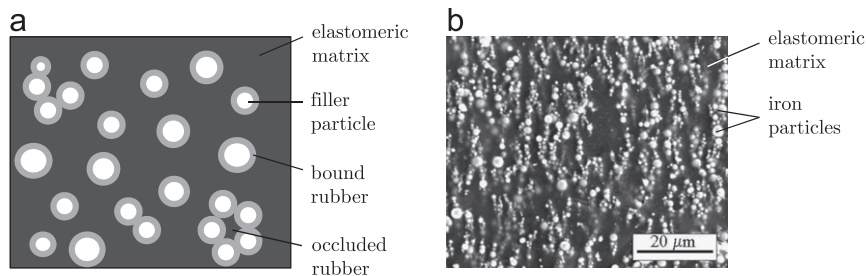 a
elastomeric
matrix
filler
particle
bound
rubber
occluded
rubber
b
elastomeric
matrix
iron
particles
20 μm